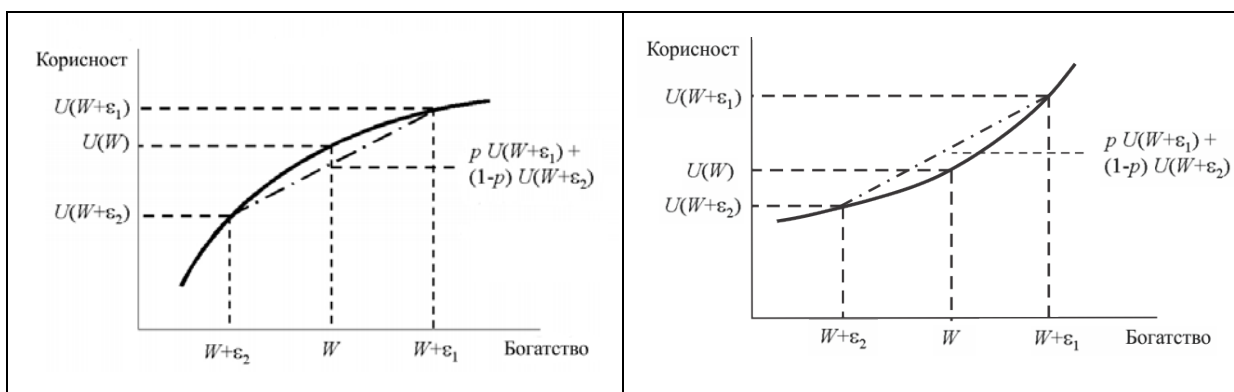 Корисност
U(W+ε₁)
U(W)
U(W+ε₂)
p U(W+ε₁) +
(1-p) U(W+ε₂)
W+ε₂
W
W+ε₁
Богатство
Корисност
U(W+ε₁)
U(W)
U(W+ε₂)
p U(W+ε₁) +
(1-p) U(W+ε₂)
W+ε₂
W
W+ε₁
Богатство